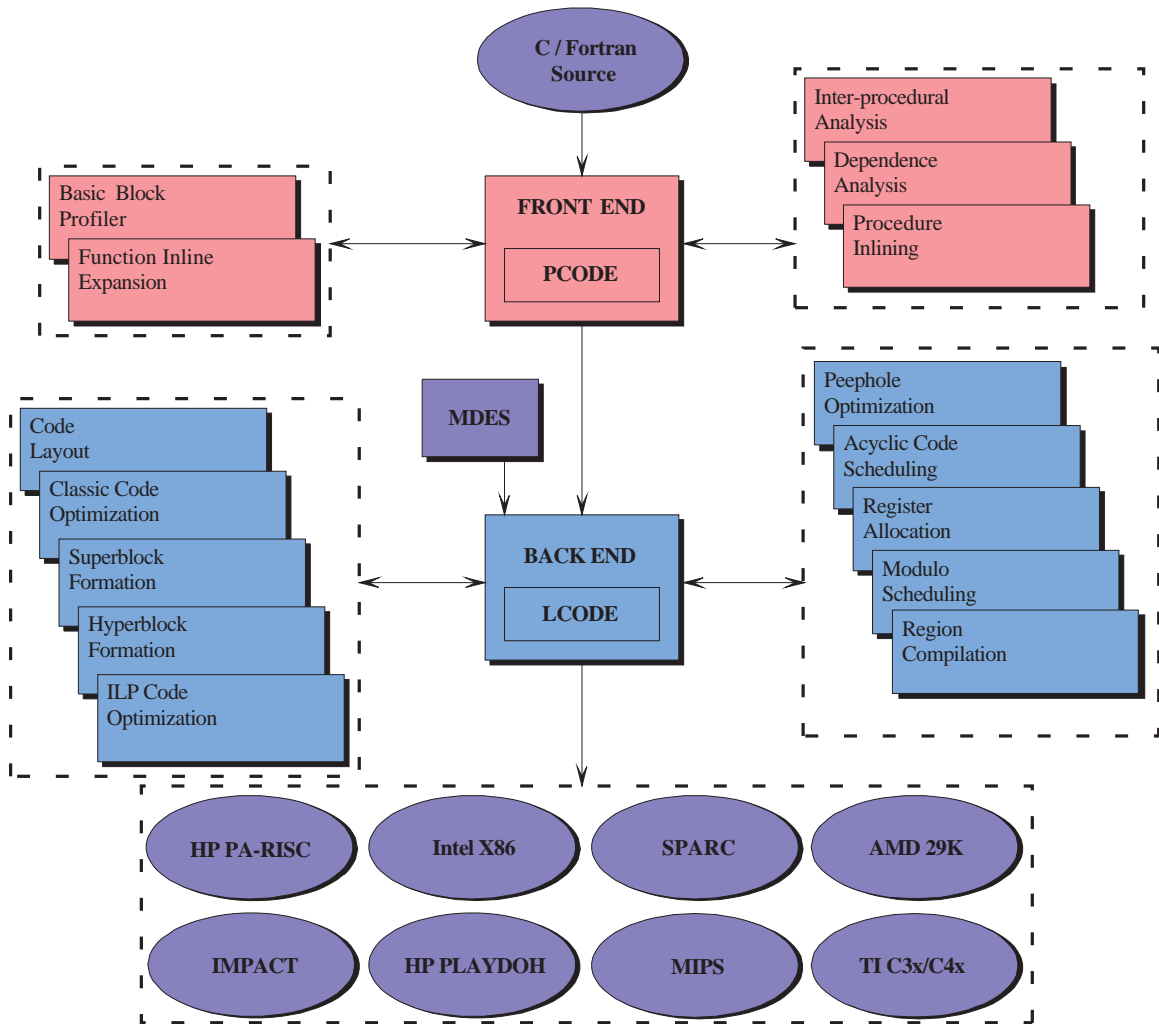 C / Fortran
Source
Inter-procedural
Analysis
Dependence
Analysis
Procedure
Inlining
Basic Block
Profiler
Function Inline
Expansion
FRONT END
PCODE
MDES
Peephole
Optimization
Acyclic Code
Scheduling
Register
Allocation
Modulo
Scheduling
Region
Compilation
Code
Layout
Classic Code
Optimization
Superblock
Formation
Hyperblock
Formation
ILP Code
Optimization
BACK END
LCODE
HP PA-RISC
Intel X86
SPARC
AMD 29K
IMPACT
HP PLAYDOH
MIPS
TI C3x/C4x